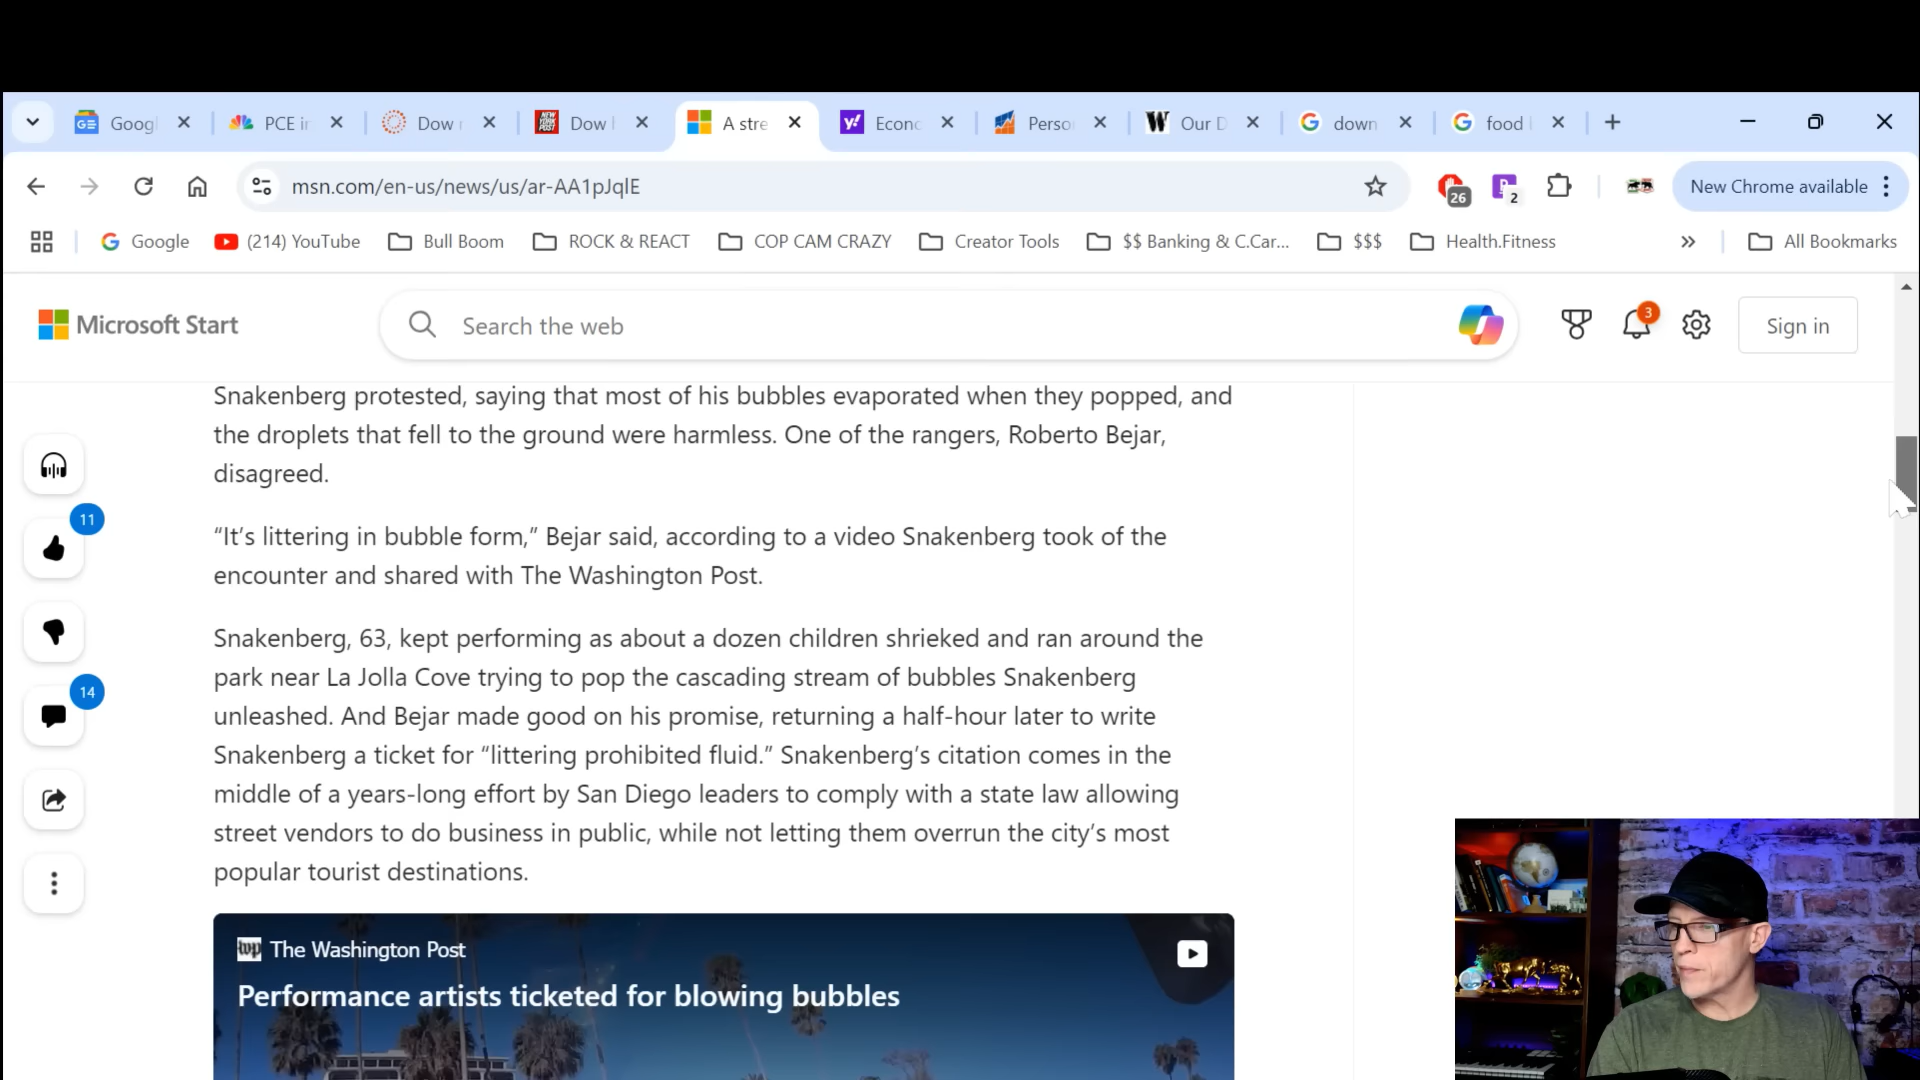 Googl
PCE in
Dow r
NEW YORK POST
Dow
A stre
y!
Econo
Perso
W
Our D
down
food
msn.com/en-us/news/us/ar-AA1pJqlE
26
2
New Chrome available
Google
(214) YouTube
Bull Boom
ROCK & REACT
COP CAM CRAZY
Creator Tools
$$ Banking & C.Car...
$$$
Health.Fitness
»
All Bookmarks
Microsoft Start
Search the web
3
Sign in
Snakenberg protested, saying that most of his bubbles evaporated when they popped, and
the droplets that fell to the ground were harmless. One of the rangers, Roberto Bejar,
disagreed.
11
“It’s littering in bubble form,” Bejar said, according to a video Snakenberg took of the
encounter and shared with The Washington Post.
Snakenberg, 63, kept performing as about a dozen children shrieked and ran around the
park near La Jolla Cove trying to pop the cascading stream of bubbles Snakenberg
14
unleashed. And Bejar made good on his promise, returning a half-hour later to write
Snakenberg a ticket for “littering prohibited fluid.” Snakenberg’s citation comes in the
middle of a years-long effort by San Diego leaders to comply with a state law allowing
street vendors to do business in public, while not letting them overrun the city’s most
popular tourist destinations.
wp The Washington Post
Performance artists ticketed for blowing bubbles